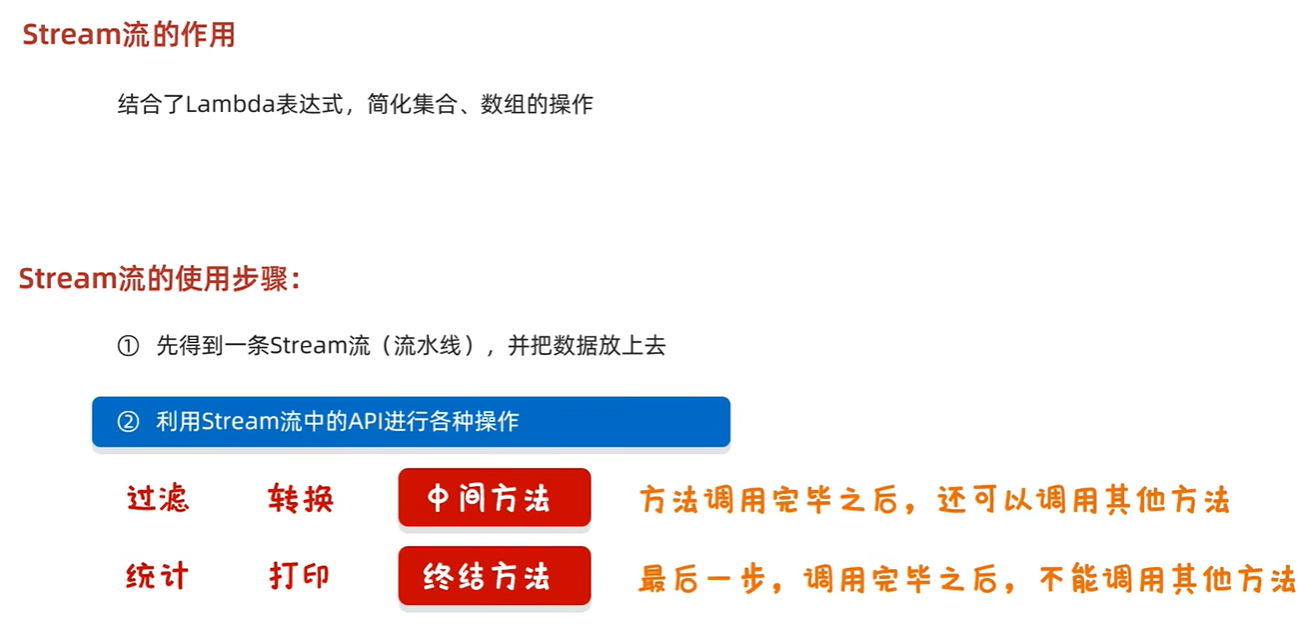 Stream流的作用
结合了Lambda表达式，简化集合、数组的操作
Stream流的使用步骤：
① 先得到一条Stream流（流水线），并把数据放上去
② 利用Stream流中的API进行各种操作
过滤 转换 中间方法 方法调用完毕之后，还可以调用其他方法
统计 打印 终结方法 最后一步，调用完毕之后，不能调用其他方法